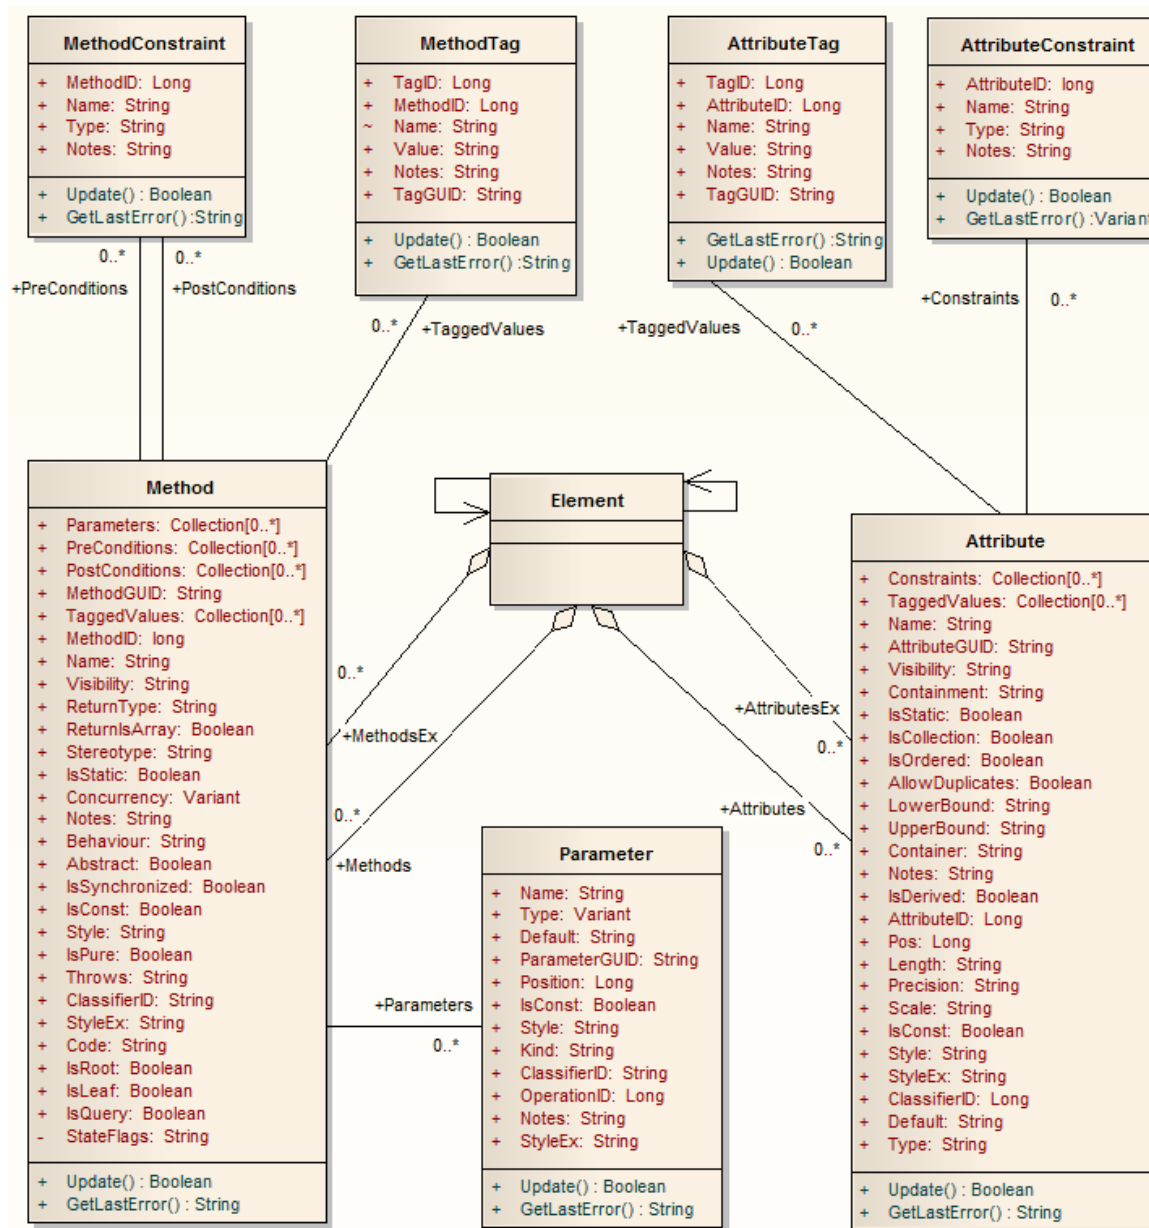 MethodConstraint
+ MethodID: Long
+ Name: String
+ Type: String
+ Notes: String
+ Update() : Boolean
+ GetLastError() :String
MethodTag
+ TagID: Long
+ MethodID: Long
~ Name: String
+ Value: String
+ Notes: String
+ TagGUID: String
+ Update() : Boolean
+ GetLastError() :String
AttributeTag
+ TagID: Long
+ AttributeID: Long
+ Name: String
+ Value: String
+ Notes: String
+ TagGUID: String
+ GetLastError() :String
+ Update() : Boolean
AttributeConstraint
+ AttributeID: long
+ Name: String
+ Type: String
+ Notes: String
+ Update() : Boolean
+ GetLastError() :Variant
0..*
0..*
+PreConditions
+PostConditions
0..*
+TaggedValues
+TaggedValues
0..*
+Constraints
0..*
Method
+ Parameters: Collection[0..*]
+ PreConditions: Collection[0..*]
+ PostConditions: Collection[0..*]
+ MethodGUID: String
+ TaggedValues: Collection[0..*]
+ MethodID: long
+ Name: String
+ Visibility: String
+ ReturnType: String
+ ReturnIsArray: Boolean
+ Stereotype: String
+ IsStatic: Boolean
+ Concurrency: Variant
+ Notes: String
+ Behaviour: String
+ Abstract: Boolean
+ IsSynchronized: Boolean
+ IsConst: Boolean
+ Style: String
+ IsPure: Boolean
+ Throws: String
+ ClassifierID: String
+ StyleEx: String
+ Code: String
+ IsRoot: Boolean
+ IsLeaf: Boolean
+ IsQuery: Boolean
- StateFlags: String
+ Update() : Boolean
+ GetLastError() : String
Element
0..*
+MethodsEx
0..*
+Methods
+AttributesEx
0..*
+Attributes
0..*
+Parameters
0..*
Parameter
+ Name: String
+ Type: Variant
+ Default: String
+ ParameterGUID: String
+ Position: Long
+ IsConst: Boolean
+ Style: String
+ Kind: String
+ ClassifierID: String
+ OperationID: Long
+ Notes: String
+ StyleEx: String
+ Update() : Boolean
+ GetLastError() : String
Attribute
+ Constraints: Collection[0..*]
+ TaggedValues: Collection[0..*]
+ Name: String
+ AttributeGUID: String
+ Visibility: String
+ Containment: String
+ IsStatic: Boolean
+ IsCollection: Boolean
+ IsOrdered: Boolean
+ AllowDuplicates: Boolean
+ LowerBound: String
+ UpperBound: String
+ Container: String
+ Notes: String
+ IsDerived: Boolean
+ AttributeID: Long
+ Pos: Long
+ Length: String
+ Precision: String
+ Scale: String
+ IsConst: Boolean
+ Style: String
+ StyleEx: String
+ ClassifierID: Long
+ Default: String
+ Type: String
+ Update() : Boolean
+ GetLastError() : String